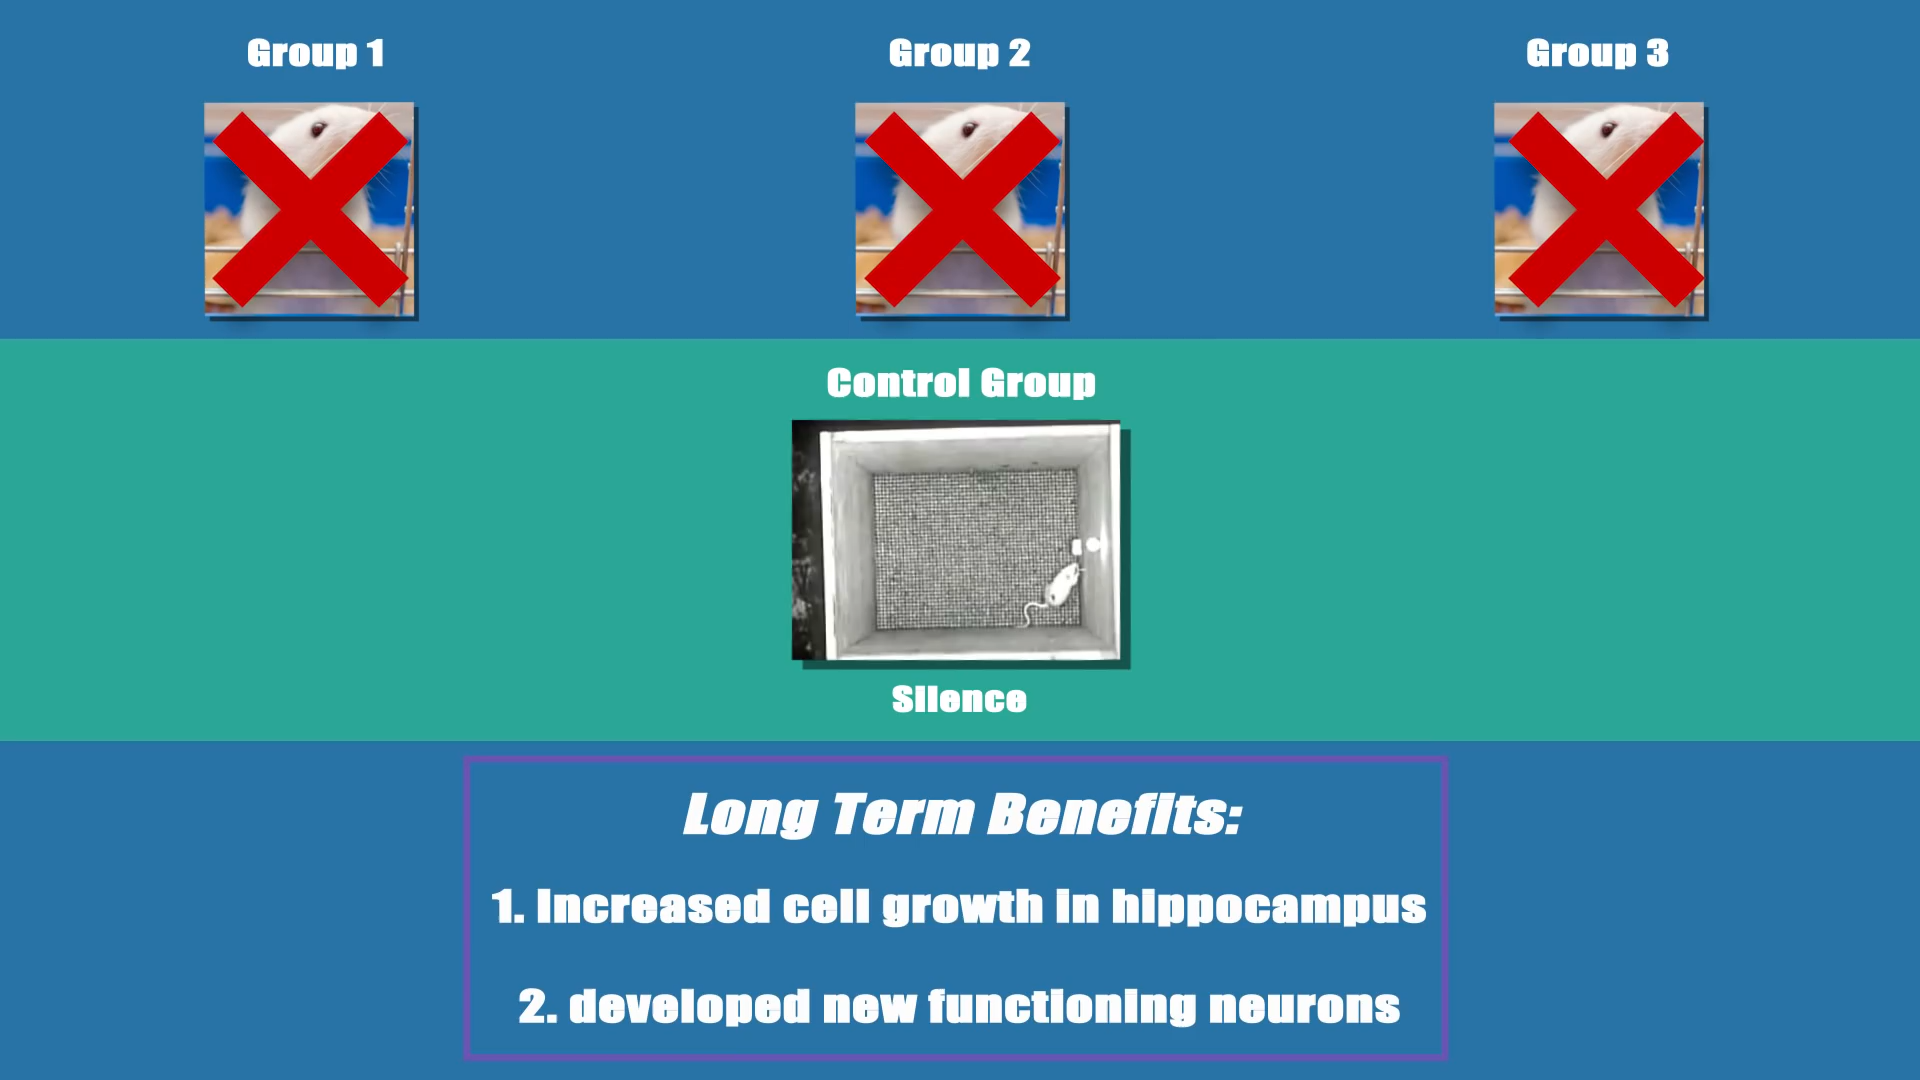 Group 1
Group 2
Group 3
Control Group
Silence
Long Term Benefits:
1. Increased cell growth in hippocampus
2. developed new functioning neurons